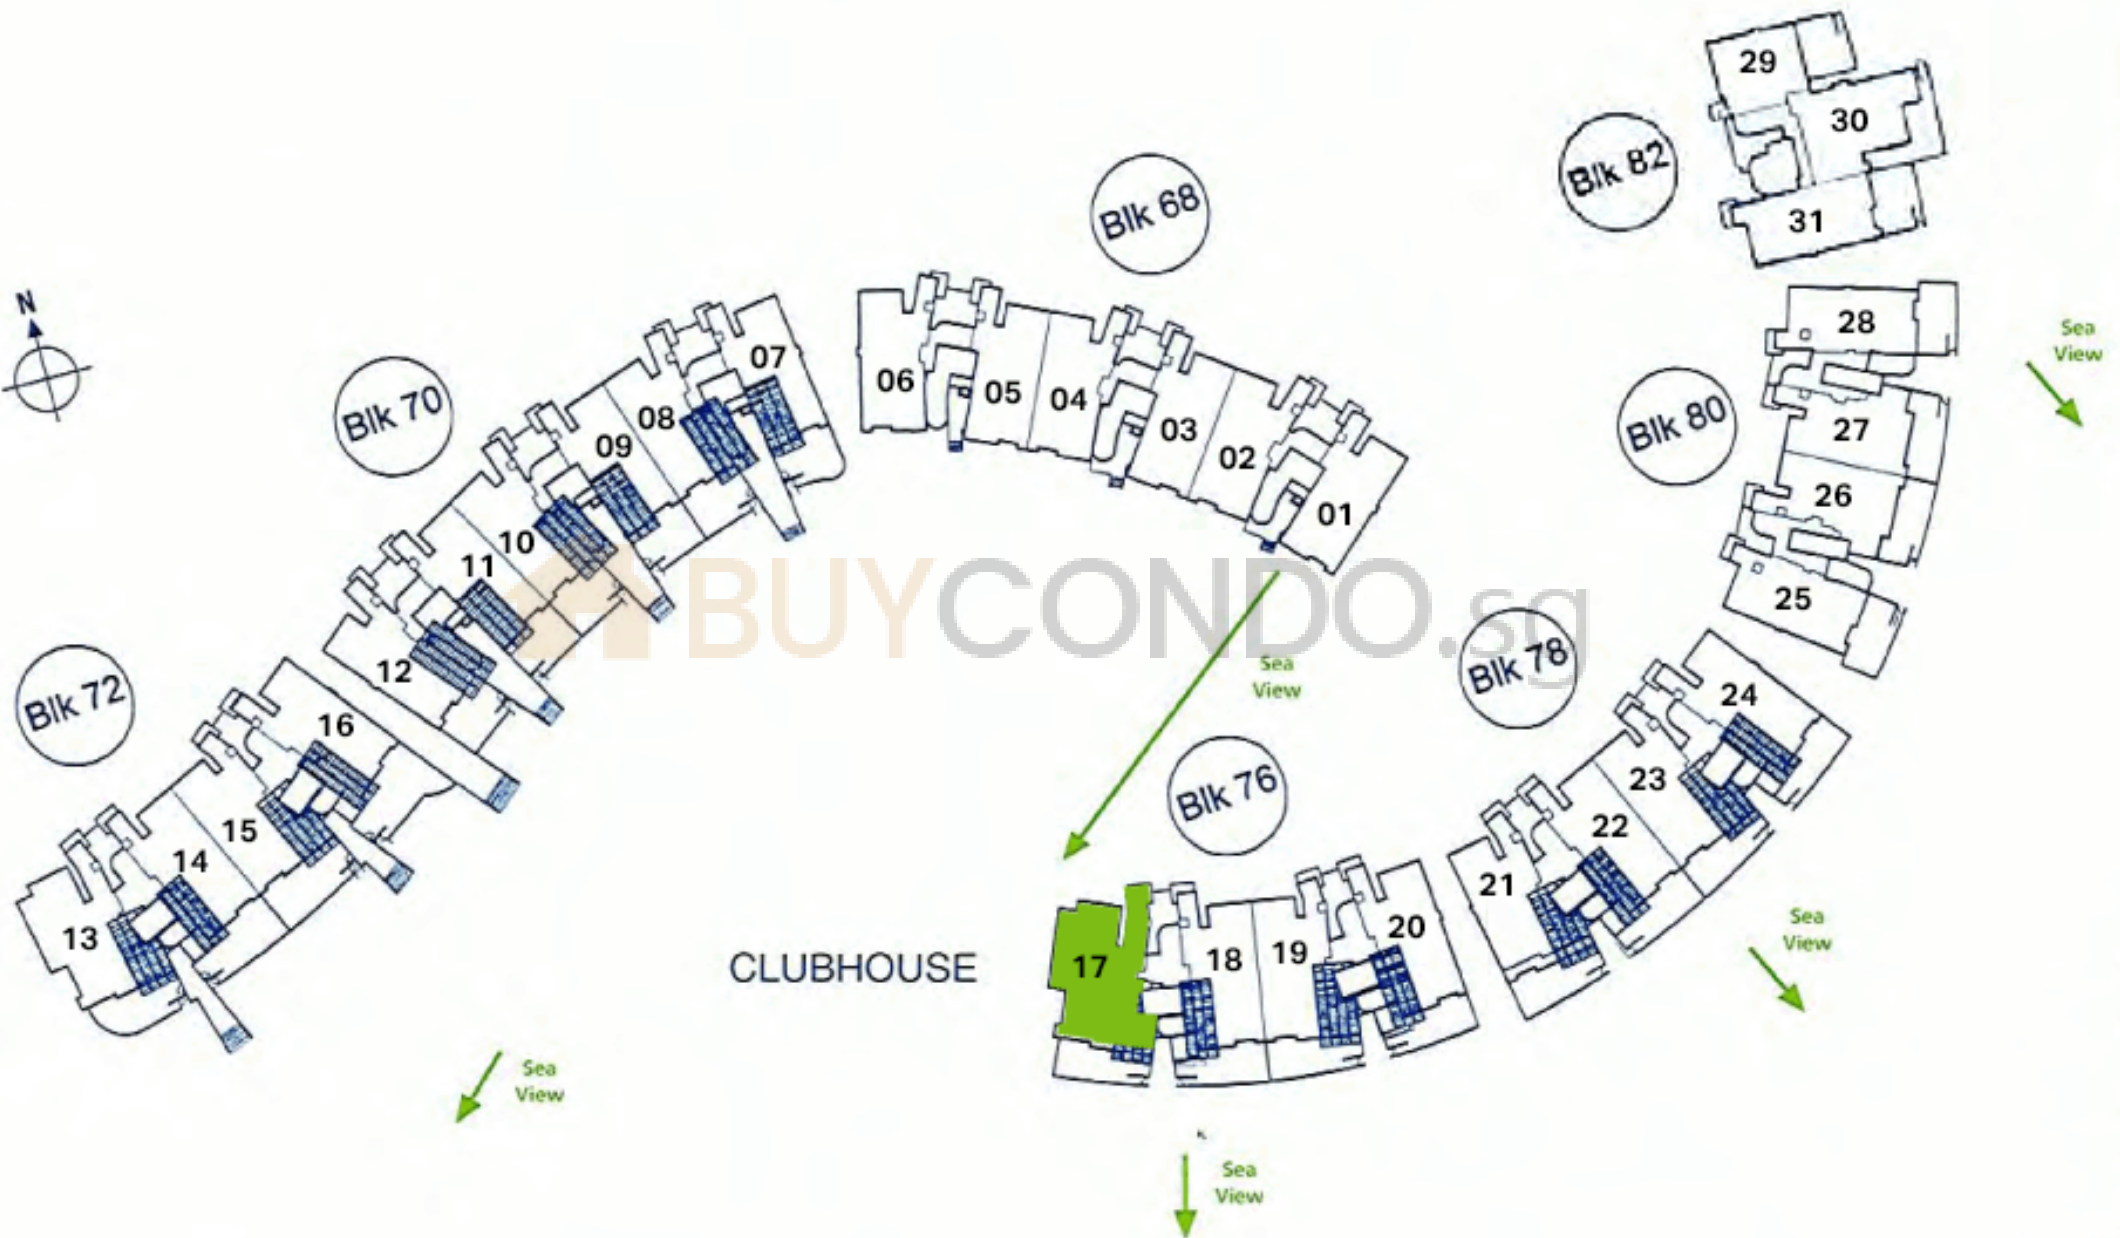 29
30
Blk 82
31
Blk 68
N
28
Sea
View
07
06
05
04
Blk 70
08
03
02
Blk 80
27
09
26
01
10
11
BUYCONDO.sg
25
12
Sea
View
Blk 78
24
Blk 72
16
23
Blk 76
15
22
14
21
20
Sea
View
13
CLUBHOUSE
17
18
19
Sea
View
Sea
View